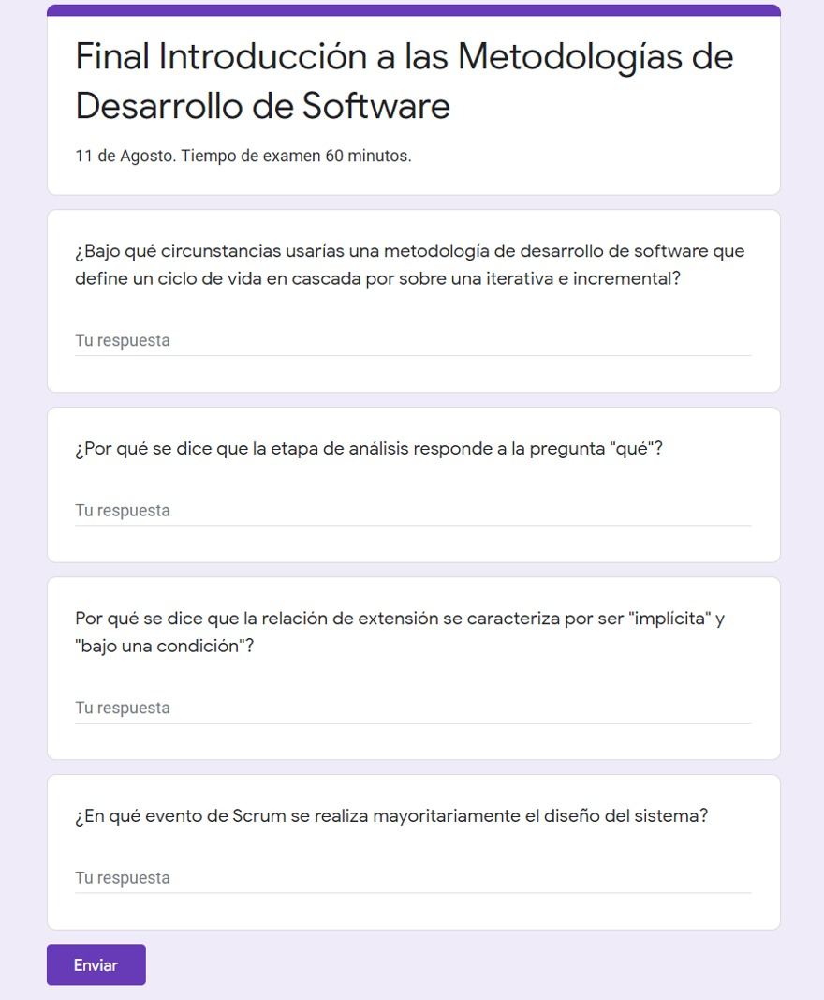 Final Introducción a las Metodologías de
Desarrollo de Software
11 de Agosto. Tiempo de examen 60 minutos.
¿Bajo qué circunstancias usarías una metodología de desarrollo de software que
define un ciclo de vida en cascada por sobre una iterativa e incremental?
Tu respuesta
¿Por qué se dice que la etapa de análisis responde a la pregunta "qué"?
Tu respuesta
Por qué se dice que la relación de extensión se caracteriza por ser "implícita" y
"bajo una condición"?
Tu respuesta
¿En qué evento de Scrum se realiza mayoritariamente el diseño del sistema?
Tu respuesta
Enviar